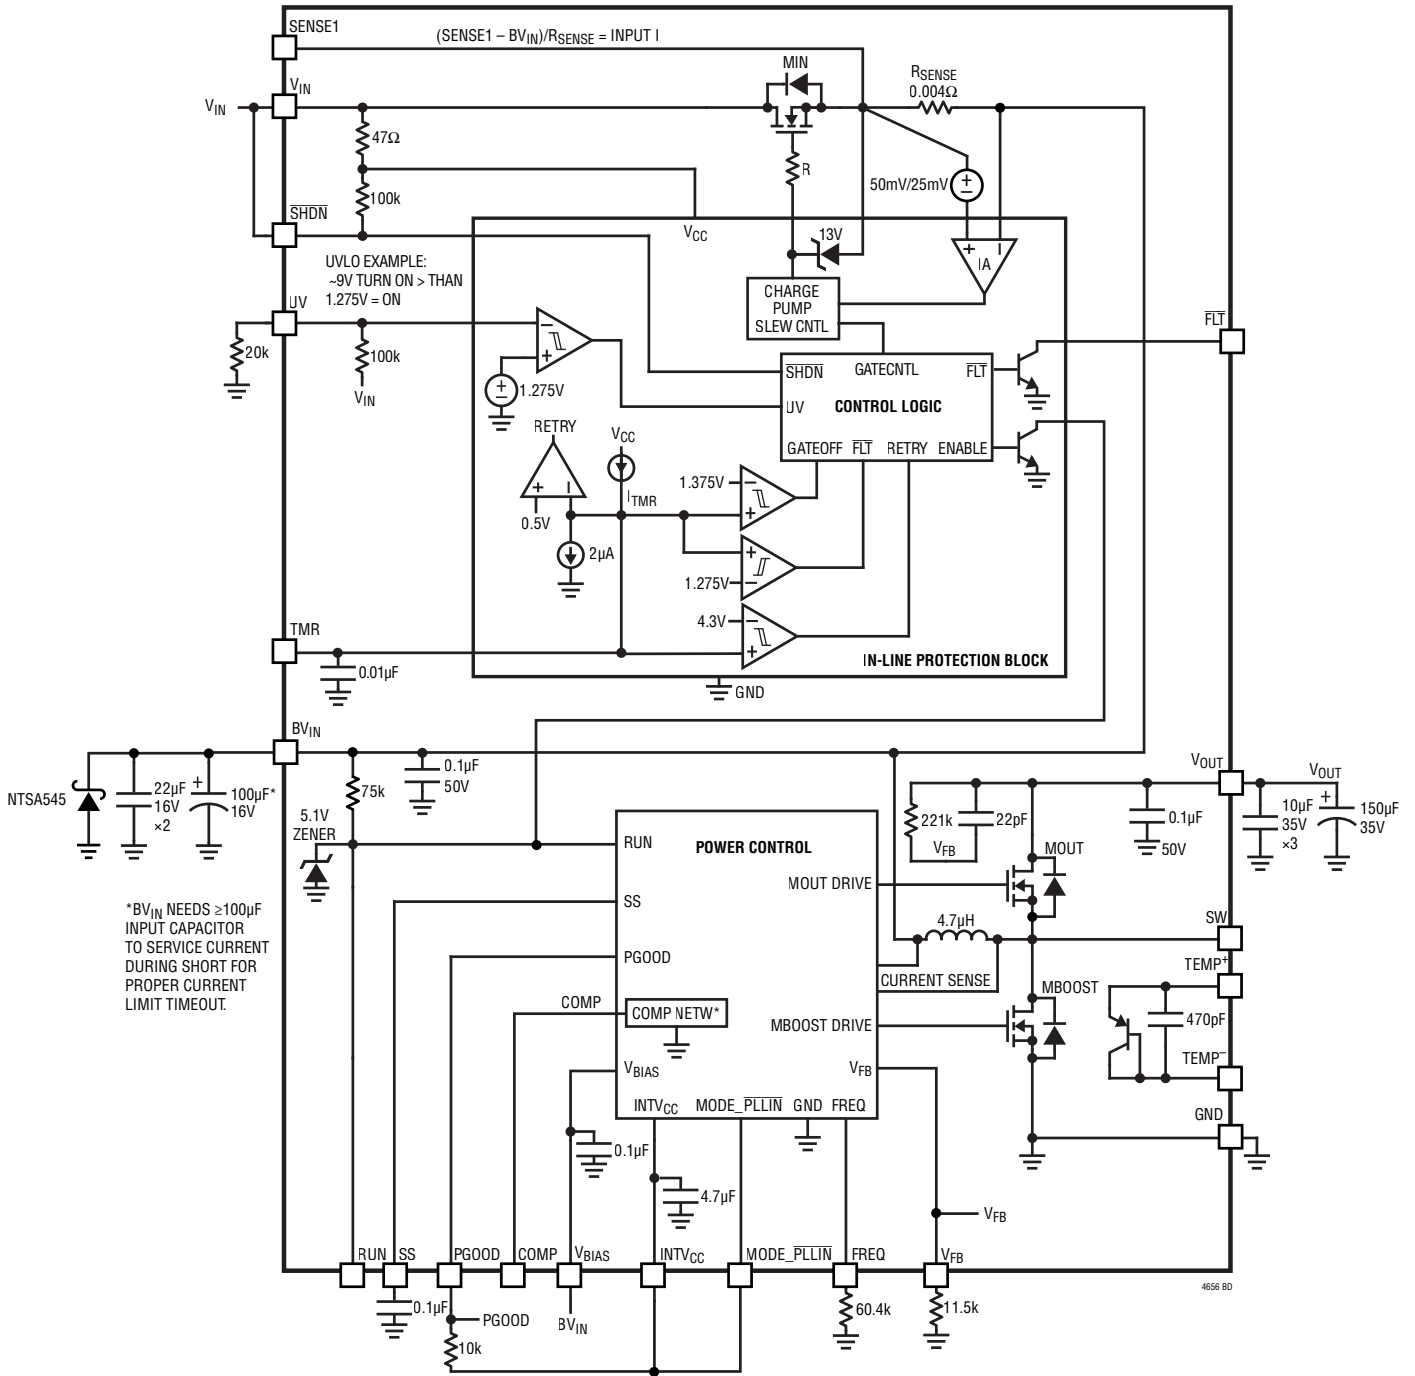 SENSE1
(SENSE1 – BVIN)/RSENSE = INPUT I
MIN
RSENSE
0.004Ω
VIN
VIN
47Ω
R
50mV/25mV
+
–
100k
SHDN
VCC
13V
+ –
IA
UVLO EXAMPLE:
~9V TURN ON > THAN
1.275V = ON
CHARGE
PUMP
SLEW CNTL
UV
FLT
20k
100k
VIN
–
+
+
–
1.275V
SHDN
GATECNTL
FLT
UV
CONTROL LOGIC
GATEOFF
FLT
RETRY
ENABLE
RETRY
VCC
+ –
0.5V
ITMR
2µA
1.375V
–
+
+
1.275V
–
4.3V
–
+
TMR
0.01µF
IN-LINE PROTECTION BLOCK
GND
BVIN
NTSA545
22µF
16V
×2
+
100µF*
16V
75k
0.1µF
50V
5.1V
ZENER
VOUT
VOUT
221k
22pF
VFB
0.1µF
50V
10µF
35V
×3
+
150µF
35V
RUN
POWER CONTROL
MOUT
MOUT DRIVE
*BVIN NEEDS ≥100µF
INPUT CAPACITOR
TO SERVICE CURRENT
DURING SHORT FOR
PROPER CURRENT
LIMIT TIMEOUT.
SS
4.7µH
SW
PGOOD
CURRENT SENSE
TEMP+
COMP
COMP NETW*
MBOOST
MBOOST DRIVE
470pF
TEMP–
VBIAS
VFB
INTVCC
MODE_PLLIN
GND
FREQ
GND
0.1µF
4.7µF
VFB
RUN
SS
PGOOD
COMP
VBIAS
INTVCC
MODE_PLLIN
FREQ
VFB
4656 BD
0.1µF
PGOOD
BVIN
60.4k
11.5k
10k